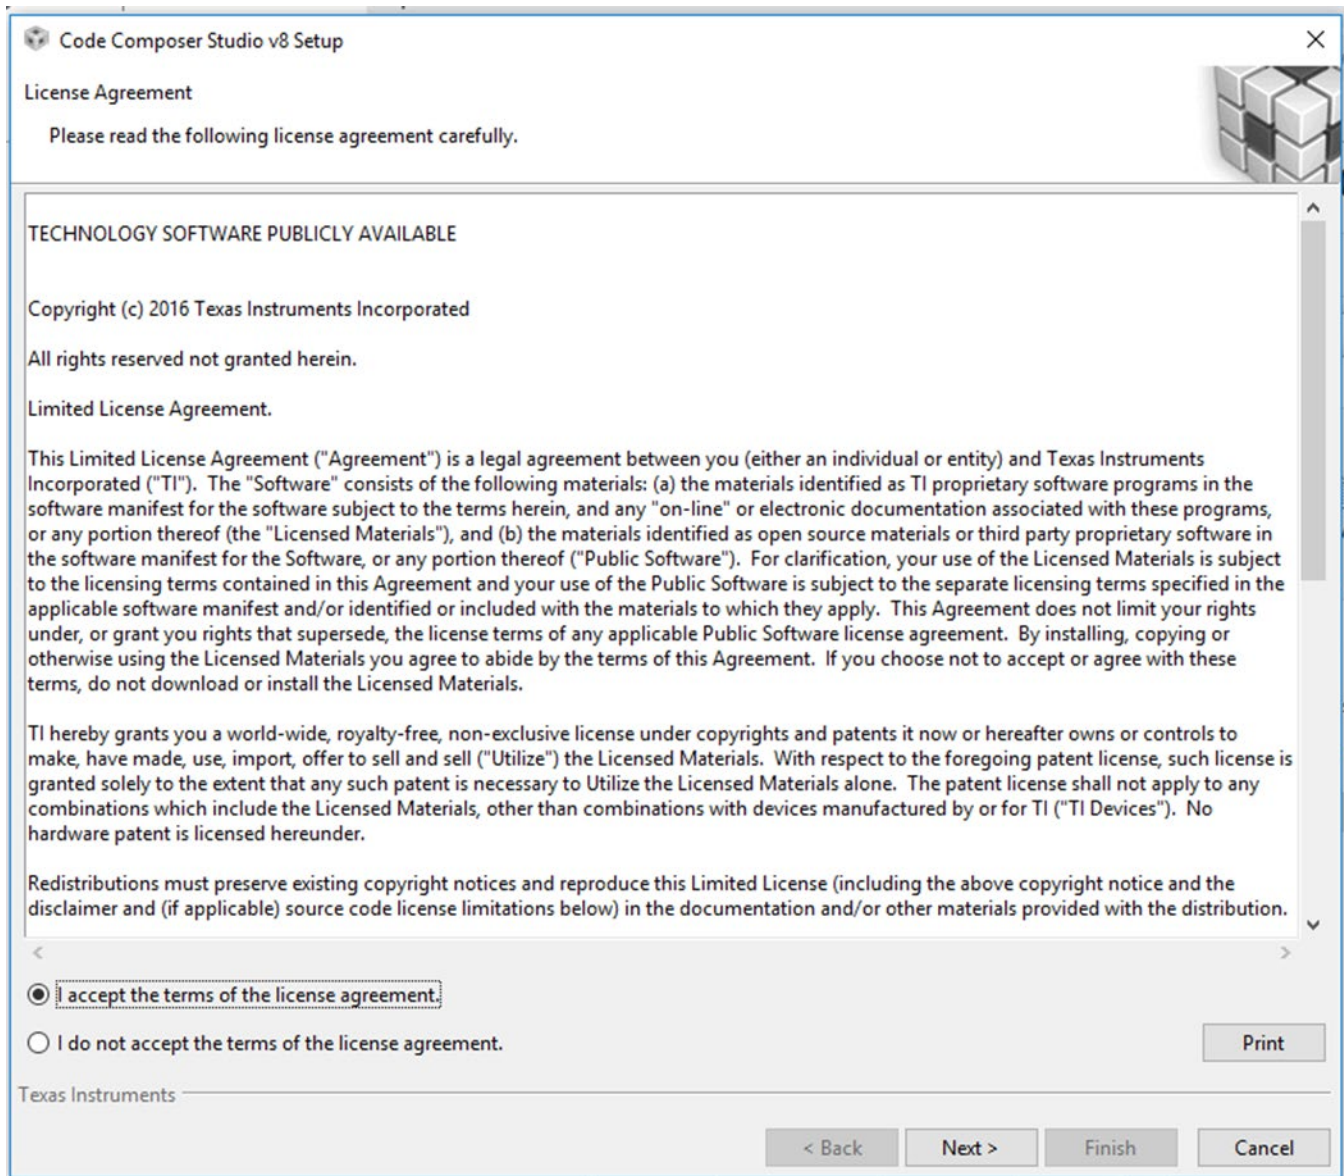 Code Composer Studio v8 Setup
License Agreement
Please read the following license agreement carefully.
TECHNOLOGY SOFTWARE PUBLICLY AVAILABLE
Copyright (c) 2016 Texas Instruments Incorporated
All rights reserved not granted herein.
Limited License Agreement.
This Limited License Agreement ("Agreement") is a legal agreement between you (either an individual or entity) and Texas Instruments
Incorporated ("TI").  The "Software" consists of the following materials: (a) the materials identified as TI proprietary software programs in the
software manifest for the software subject to the terms herein, and any "on-line" or electronic documentation associated with these programs,
or any portion thereof (the "Licensed Materials"), and (b) the materials identified as open source materials or third party proprietary software in
the software manifest for the Software, or any portion thereof ("Public Software").  For clarification, your use of the Licensed Materials is subject
to the licensing terms contained in this Agreement and your use of the Public Software is subject to the separate licensing terms specified in the
applicable software manifest and/or identified or included with the materials to which they apply.  This Agreement does not limit your rights
under, or grant you rights that supersede, the license terms of any applicable Public Software license agreement.  By installing, copying or
otherwise using the Licensed Materials you agree to abide by the terms of this Agreement.  If you choose not to accept or agree with these
terms, do not download or install the Licensed Materials.
TI hereby grants you a world-wide, royalty-free, non-exclusive license under copyrights and patents it now or hereafter owns or controls to
make, have made, use, import, offer to sell and sell ("Utilize") the Licensed Materials.  With respect to the foregoing patent license, such license is
granted solely to the extent that any such patent is necessary to Utilize the Licensed Materials alone.  The patent license shall not apply to any
combinations which include the Licensed Materials, other than combinations with devices manufactured by or for TI ("TI Devices").  No
hardware patent is licensed hereunder.
Redistributions must preserve existing copyright notices and reproduce this Limited License (including the above copyright notice and the
disclaimer and (if applicable) source code license limitations below) in the documentation and/or other materials provided with the distribution.
I accept the terms of the license agreement.
I do not accept the terms of the license agreement.
Print
Texas Instruments
< Back Next > Finish Cancel